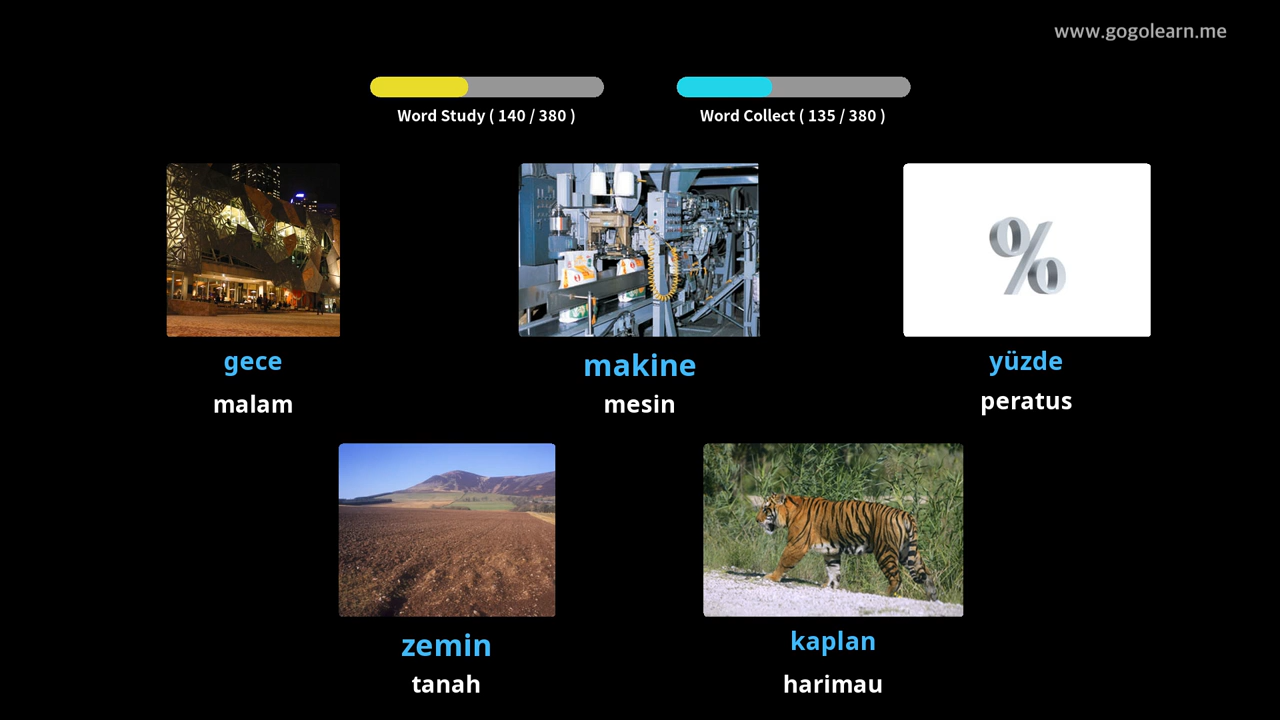 www.gogolearn.me
Word Study ( 140 / 380 )
Word Collect ( 135 / 380 )
gece
malam
makine
mesin
yüzde
peratus
%
zemin
tanah
kaplan
harimau